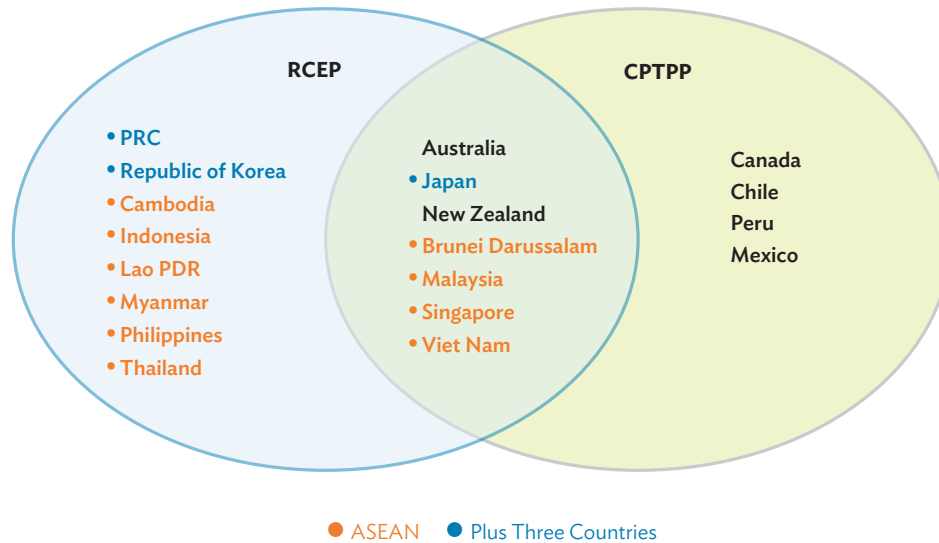 RCEP
CPTPP
• PRC
• Republic of Korea
• Cambodia
• Indonesia
• Lao PDR
• Myanmar
• Philippines
• Thailand
Australia
• Japan
New Zealand
• Brunei Darussalam
• Malaysia
• Singapore
• Viet Nam
Canada
Chile
Peru
Mexico
● ASEAN ● Plus Three Countries